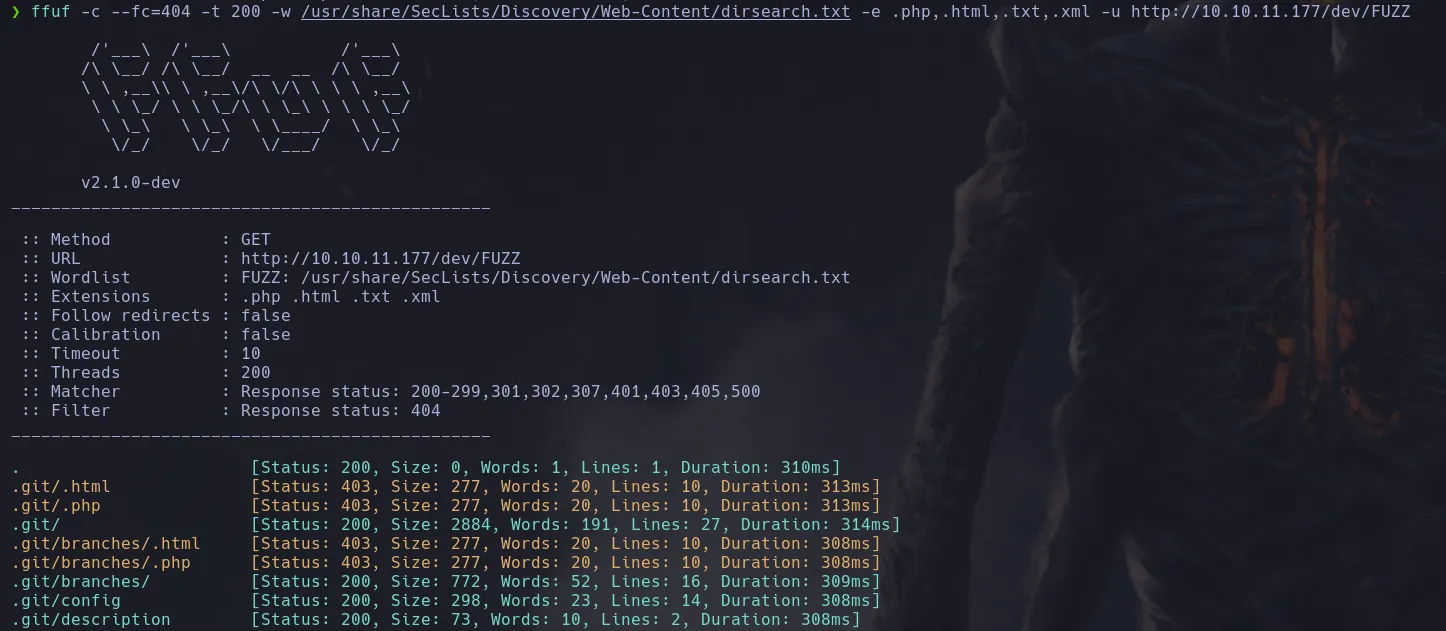 ❯ ffuf -c --fc=404 -t 200 -w /usr/share/SecLists/Discovery/Web-Content/dirsearch.txt -e .php,.html,.txt,.xml -u http://10.10.11.177/dev/FUZZ
        /'___\  /'___\           /'___\
       /\ \__/ /\ \__/  __  __  /\ \__/
       \ \ ,__\\ \ ,__\/\ \/\ \ \ \ ,__\
        \ \ \_/ \ \ \_/\ \ \_\ \ \ \ \_/
         \ \_\   \ \_\  \ \____/  \ \_\
          \/_/    \/_/   \/___/    \/_/
       v2.1.0-dev
________________________________________________
 :: Method           : GET
 :: URL              : http://10.10.11.177/dev/FUZZ
 :: Wordlist         : FUZZ: /usr/share/SecLists/Discovery/Web-Content/dirsearch.txt
 :: Extensions       : .php .html .txt .xml
 :: Follow redirects : false
 :: Calibration      : false
 :: Timeout          : 10
 :: Threads          : 200
 :: Matcher          : Response status: 200-299,301,302,307,401,403,405,500
 :: Filter           : Response status: 404
________________________________________________
.                       [Status: 200, Size: 0, Words: 1, Lines: 1, Duration: 310ms]
.git/.html              [Status: 403, Size: 277, Words: 20, Lines: 10, Duration: 313ms]
.git/.php               [Status: 403, Size: 277, Words: 20, Lines: 10, Duration: 313ms]
.git/                   [Status: 200, Size: 2884, Words: 191, Lines: 27, Duration: 314ms]
.git/branches/.html     [Status: 403, Size: 277, Words: 20, Lines: 10, Duration: 308ms]
.git/branches/.php      [Status: 403, Size: 277, Words: 20, Lines: 10, Duration: 308ms]
.git/branches/          [Status: 200, Size: 772, Words: 52, Lines: 16, Duration: 309ms]
.git/config             [Status: 200, Size: 298, Words: 23, Lines: 14, Duration: 308ms]
.git/description        [Status: 200, Size: 73, Words: 10, Lines: 2, Duration: 308ms]